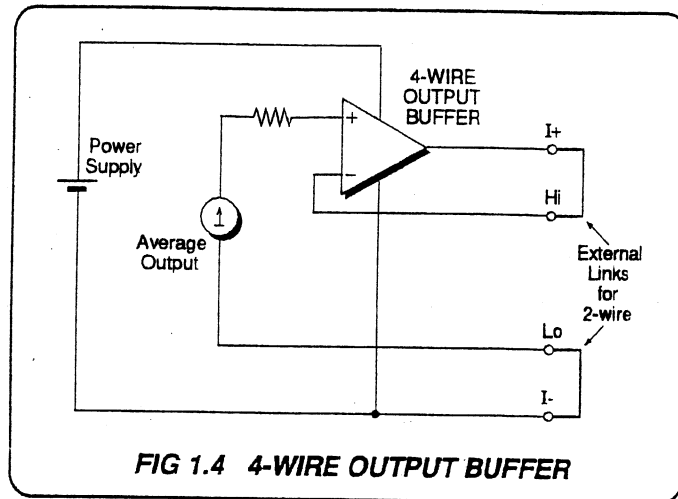 4-WIRE
OUTPUT
BUFFER
Power
Supply
+
−
I+
Hi
Average
Output
External
Links
for
2-wire
Lo
I-
FIG 1.4 4-WIRE OUTPUT BUFFER